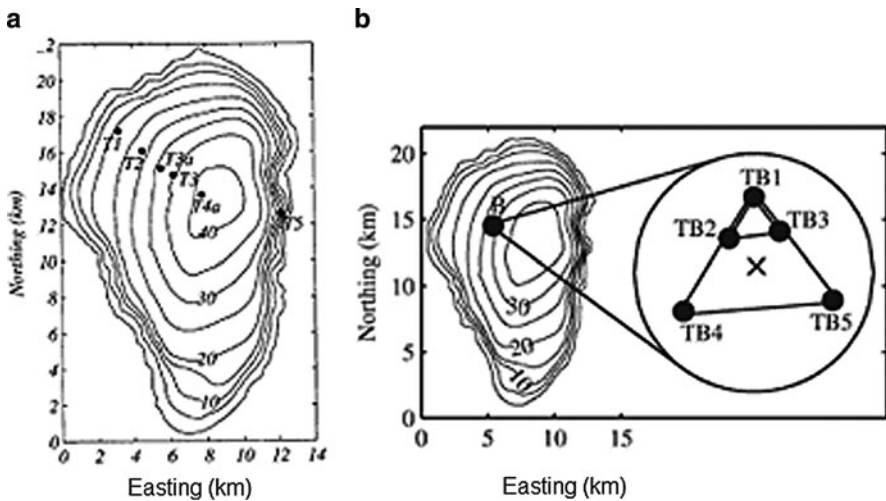 a
2
20
18
16
14
12
10
8
6
4
2
0
Northing (km)
T1
T2
T3a
T3
T4a
T5
40
30
20
10
0 2 4 6 8 10 12 14
Easting (km)
b
20
15
10
5
0
Northing (km)
30
20
10
TB1
TB2
TB3
TB4
TB5
0 5 10 15
Easting (km)